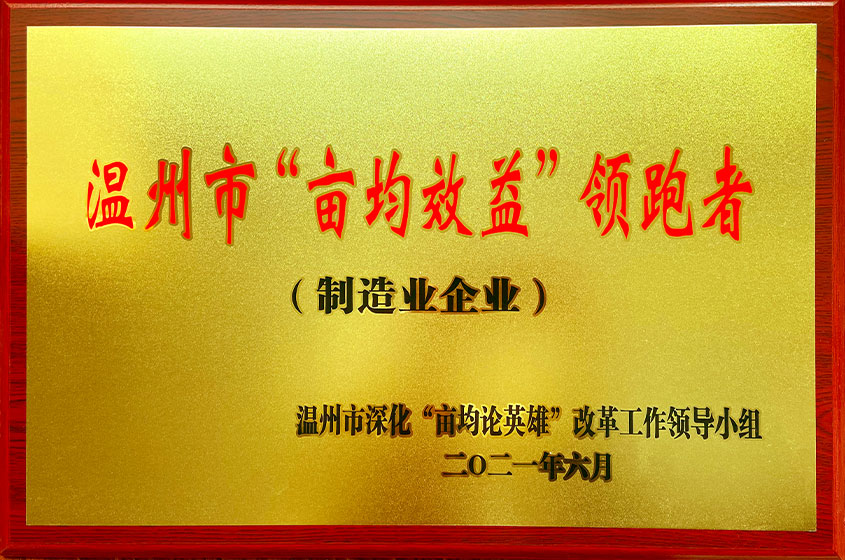 温州市“亩均效益”领跑者
（制造业企业）
温州市深化“亩均论英雄”改革工作领导小组
二〇二一年六月